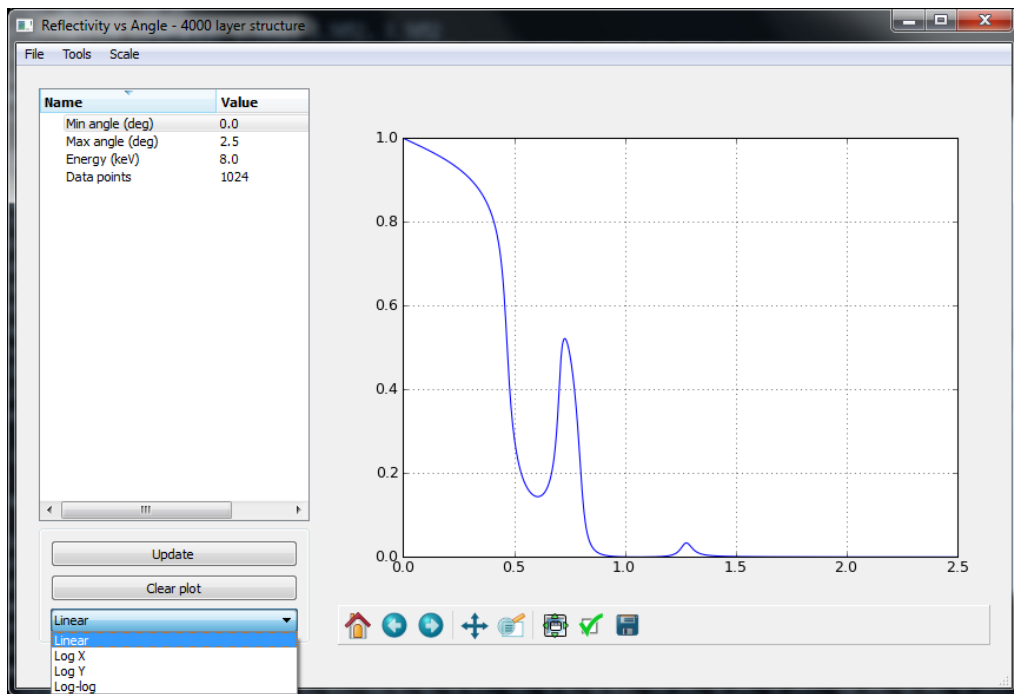 Reflectivity vs Angle - 4000 layer structure
File Tools Scale
Name Value
Min angle (deg) 0.0
Max angle (deg) 2.5
Energy (keV) 8.0
Data points 1024
Update
Clear plot
Linear
Linear
Log X
Log Y
Log-log
1.0
0.8
0.6
0.4
0.2
0.0
0.0 0.5 1.0 1.5 2.0 2.5